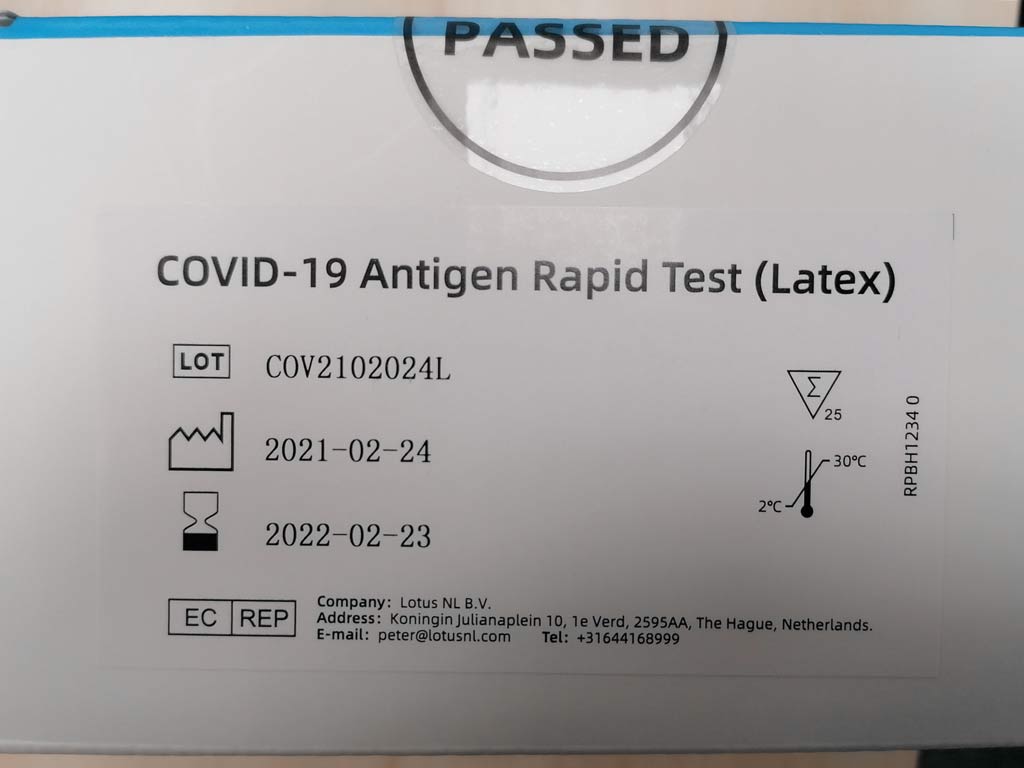 PASSED
COVID-19 Antigen Rapid Test (Latex)
LOT COV2102024L
2021-02-24
2022-02-23
Σ
25
30°C
2°C
RPBH1234 0
EC REP
Company: Lotus NL B.V.
Address: Koningin Julianaplein 10, 1e Verd, 2595AA, The Hague, Netherlands.
E-mail: peter@lotusnl.com Tel: +31644168999